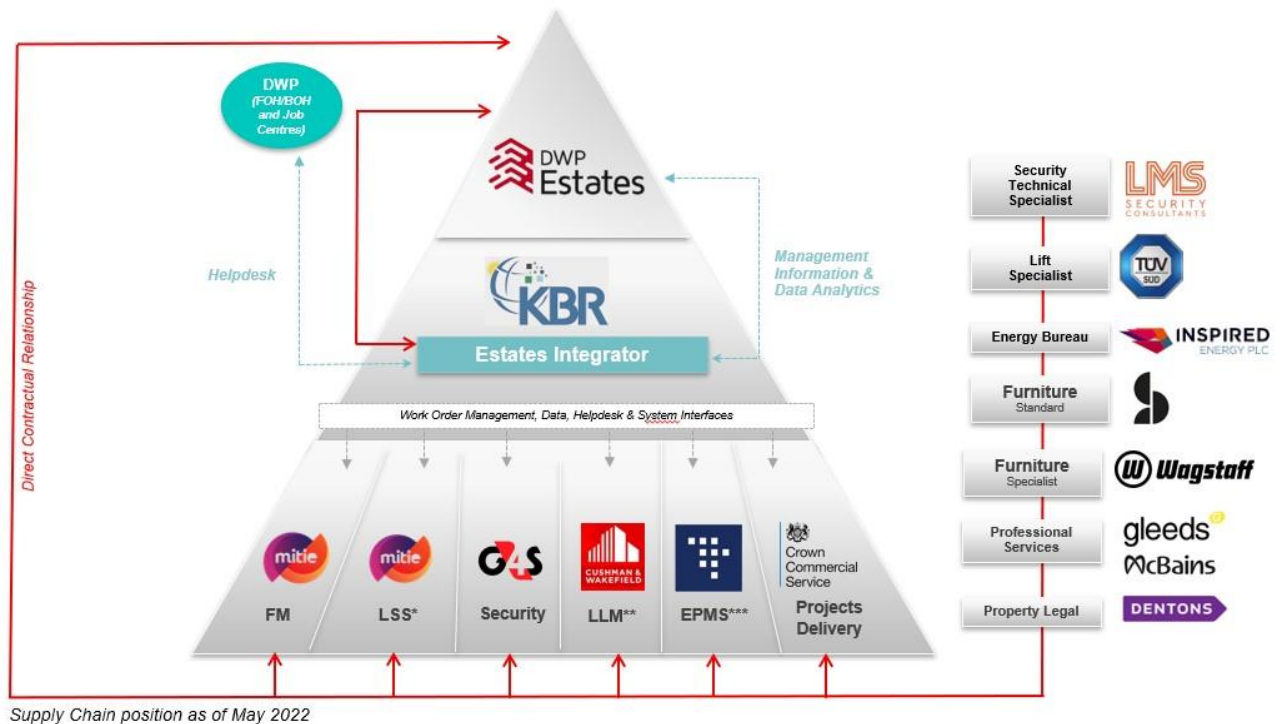 DWP
(FOH/BOH
and Job
Centres)
DWP
Estates
Helpdesk
Management
Information &
Data Analytics
KBR
Estates Integrator
Work Order Management, Data, Helpdesk & System Interfaces
Direct Contractual Relationship
mitie
FM
mitie
LSS*
G4S
Security
CUSHMAN &
WAKEFIELD
LLM**
EPMS***
Crown
Commercial
Service
Projects
Delivery
Security
Technical
Specialist
LMS
SECURITY
CONSULTANTS
Lift
Specialist
TÜV
SÜD
Energy Bureau
INSPIRED
ENERGY PLC
Furniture
Standard
Furniture
Specialist
W Wagstaff
Professional
Services
gleeds
McBains
Property Legal
DENTONS
Supply Chain position as of May 2022